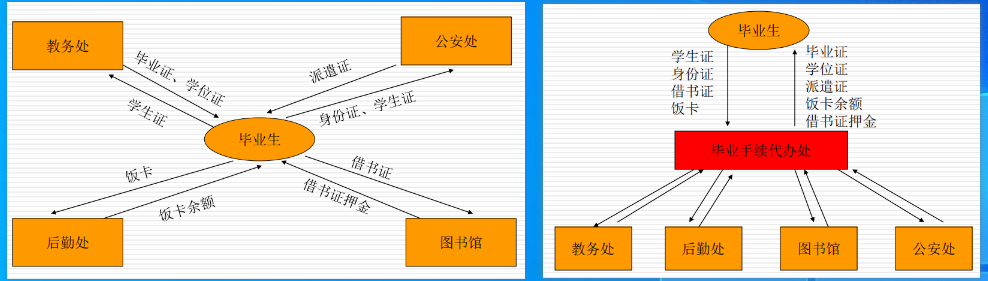 教务处
公安处
毕业证、学位证
学生证
派遣证
身份证、学生证
毕业生
饭卡
饭卡余额
借书证
借书证押金
后勤处
图书馆
毕业生
学生证
身份证
借书证
饭卡
毕业证
学位证
派遣证
饭卡余额
借书证押金
毕业手续代办处
教务处
后勤处
图书馆
公安处